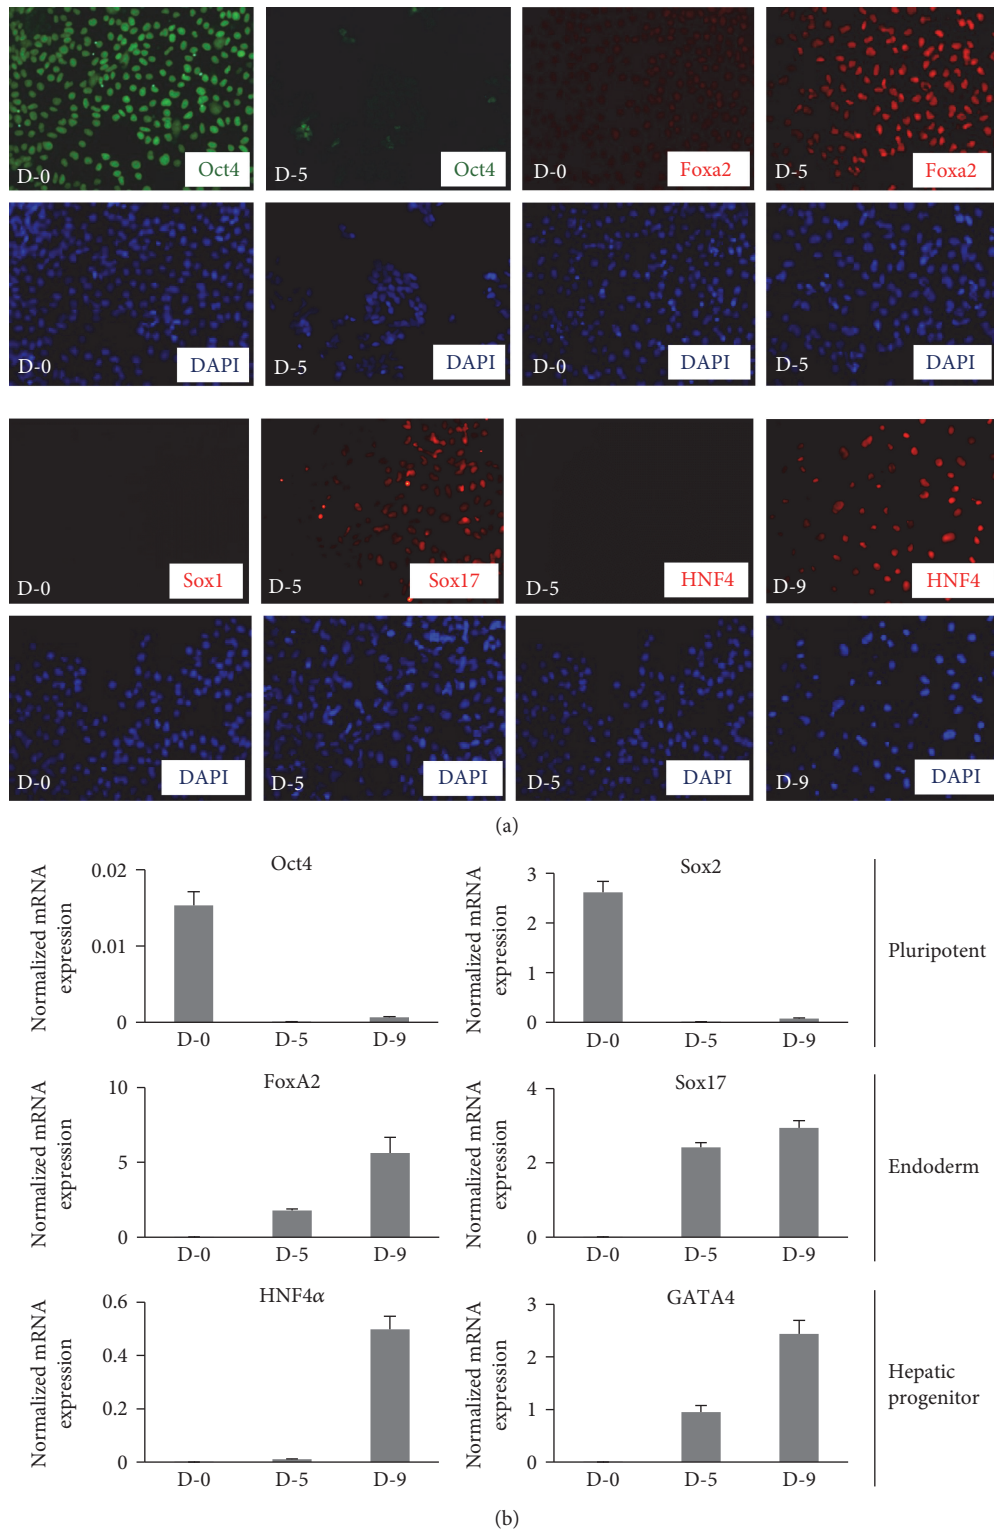 D-0 Oct4 D-5 Oct4 D-0 Foxa2 D-5 Foxa2
D-0 DAPI D-5 DAPI D-0 DAPI D-5 DAPI
D-0 Sox1 D-5 Sox17 D-5 HNF4 D-9 HNF4
D-0 DAPI D-5 DAPI D-5 DAPI D-9 DAPI
(a)
Oct4
Normalized mRNA
expression
0.02
0.01
0
D-0 D-5 D-9
Sox2
Normalized mRNA
expression
3
2
1
0
D-0 D-5 D-9
Pluripotent
FoxA2
Normalized mRNA
expression
10
5
0
D-0 D-5 D-9
Sox17
Normalized mRNA
expression
4
2
0
D-0 D-5 D-9
Endoderm
HNF4α
Normalized mRNA
expression
0.6
0.4
0.2
0
D-0 D-5 D-9
GATA4
Normalized mRNA
expression
3
2
1
0
D-0 D-5 D-9
Hepatic
progenitor
(b)